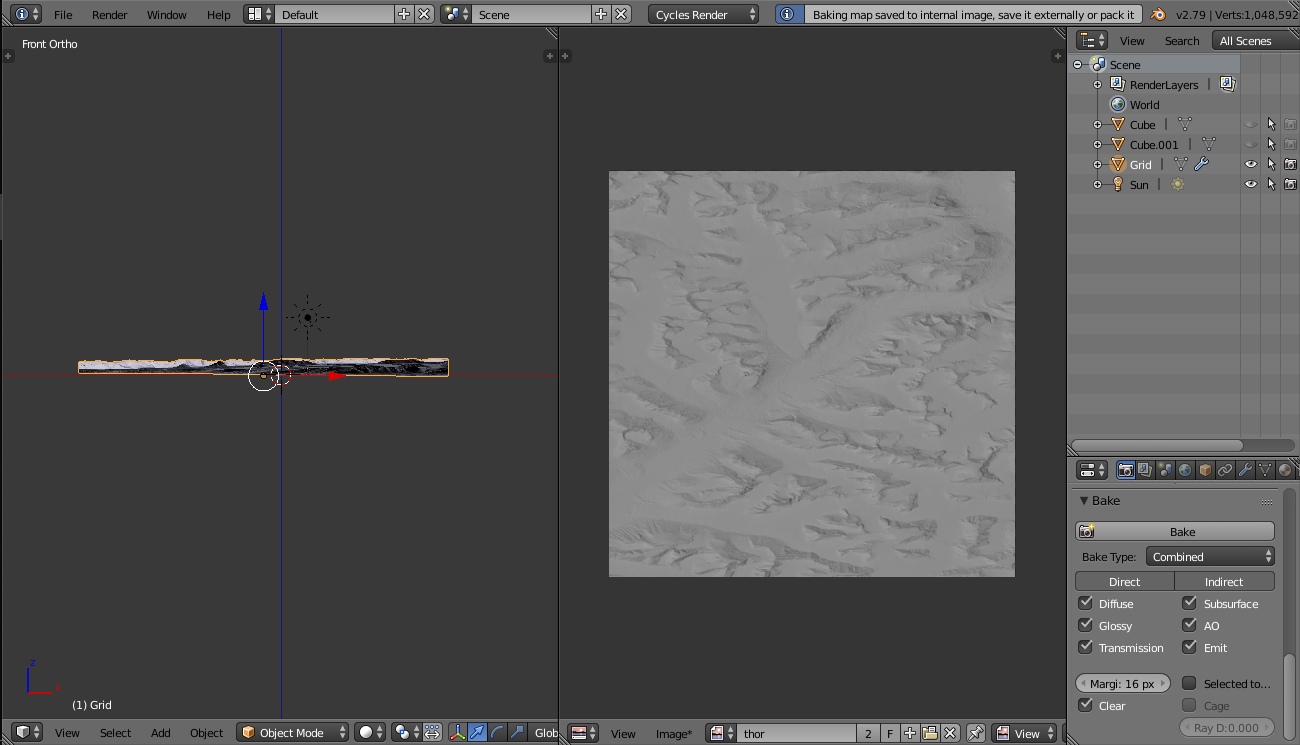 File Render Window Help Default Scene Cycles Render Baking map saved to internal image, save it externally or pack it v2.79 | Verts:1,048,592
Front Ortho
View Search All Scenes
Scene
RenderLayers
World
Cube
Cube.001
Grid
Sun
Bake
Bake
Bake Type: Combined
Direct Indirect
Diffuse Subsurface
Glossy AO
Transmission Emit
Margi: 16 px Selected to...
Clear Cage
Ray D:0.000
z
x
(1) Grid
View Select Add Object Object Mode Glob
View Image* thor 2 F View